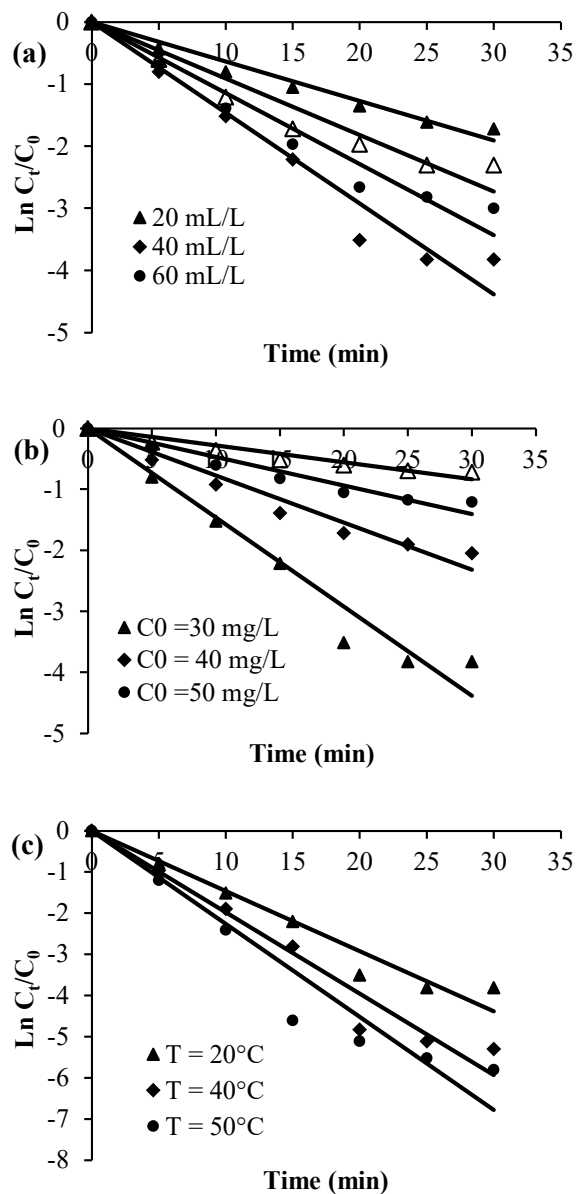 (a)
Ln Cₜ/C₀
0
-1
-2
-3
-4
-5
0 5 10 15 20 25 30 35
20 mL/L
40 mL/L
60 mL/L
Time (min)
(b)
Ln Cₜ/C₀
0
-1
-2
-3
-4
-5
0 5 10 15 20 25 30 35
C0 =30 mg/L
C0 = 40 mg/L
C0 =50 mg/L
Time (min)
(c)
Ln Cₜ/C₀
0
-1
-2
-3
-4
-5
-6
-7
-8
0 5 10 15 20 25 30 35
T = 20°C
T = 40°C
T = 50°C
Time (min)